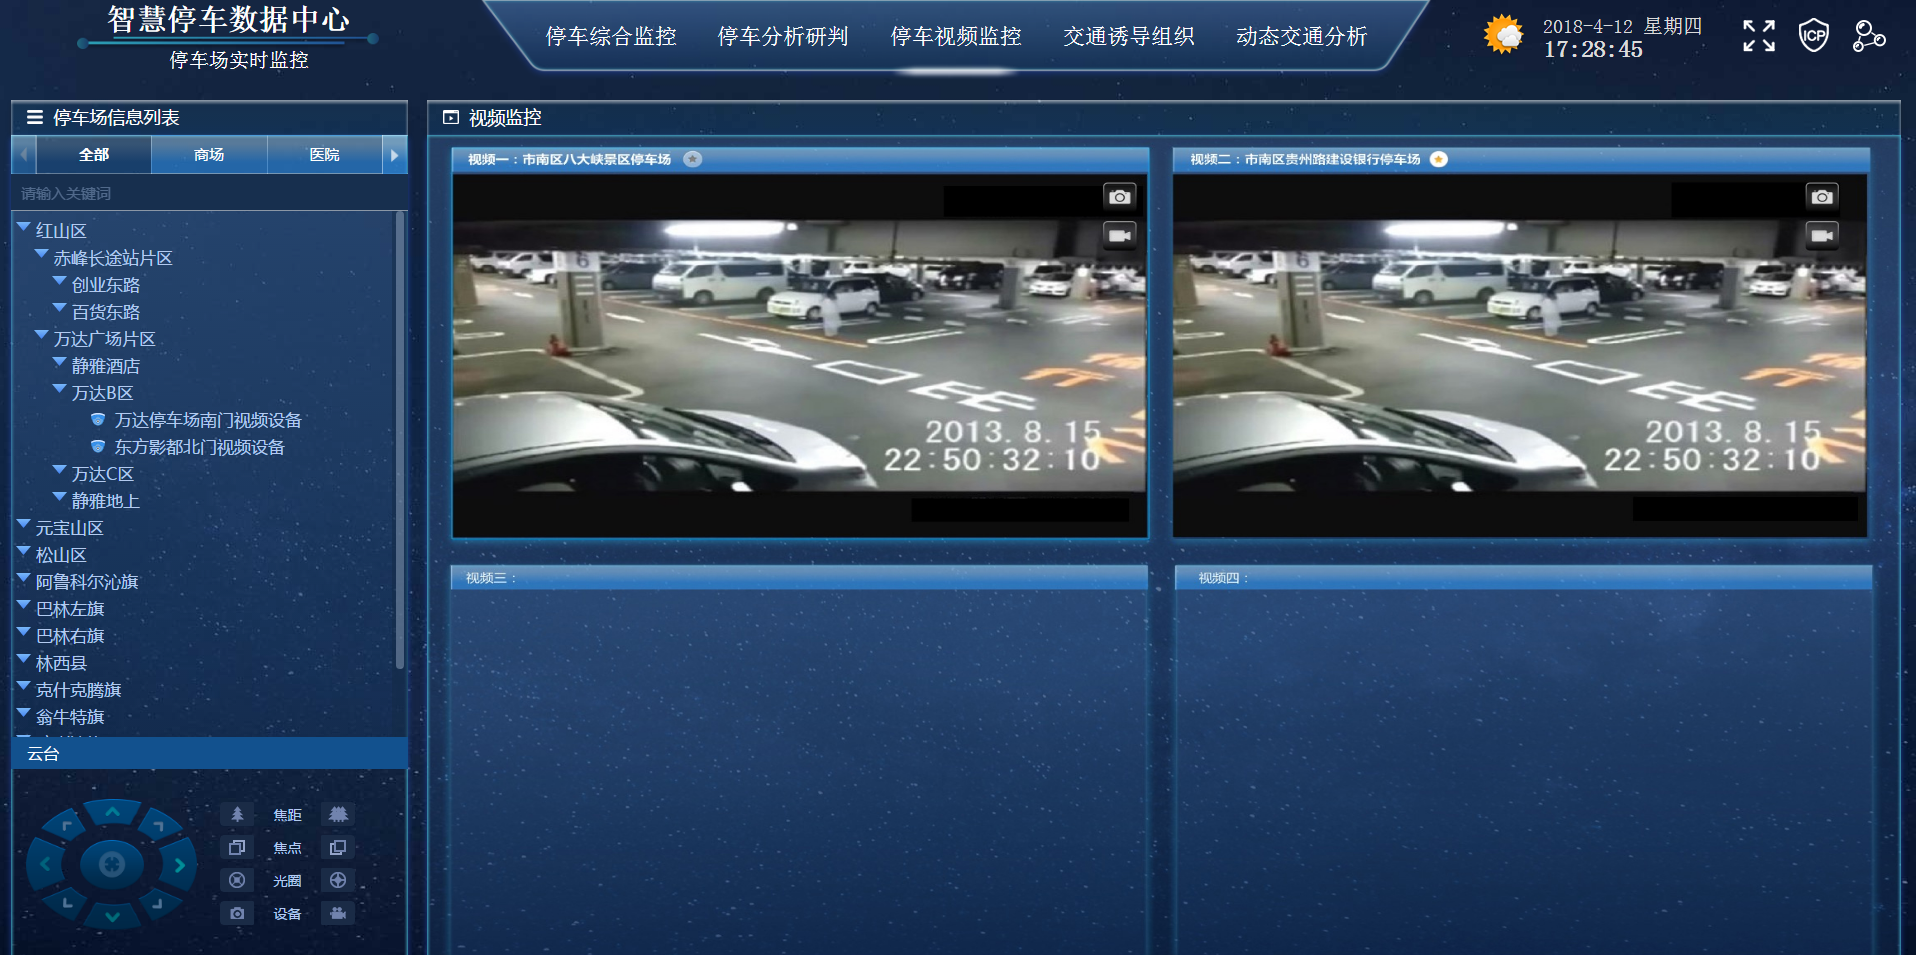 智慧停车数据中心
停车场实时监控
停车综合监控 停车分析研判 停车视频监控 交通诱导组织 动态交通分析
2018-4-12 星期四
17:28:45
ICP
停车场信息列表
全部 商场 医院
请输入关键词
红山区
赤峰长途站片区
创业东路
百货东路
万达广场片区
静雅酒店
万达B区
万达停车场南门视频设备
东方影都北门视频设备
万达C区
静雅地上
元宝山区
松山区
阿鲁科尔沁旗
巴林左旗
巴林右旗
林西县
克什克腾旗
翁牛特旗
云台
焦距
焦点
光圈
设备
视频监控
视频一：市南区八大峡景区停车场
6
2013. 8. 15
22:50:32:10
视频二：市南区贵州路建设银行停车场
6
2013. 8. 15
22:50:32:10
视频三：
视频四：